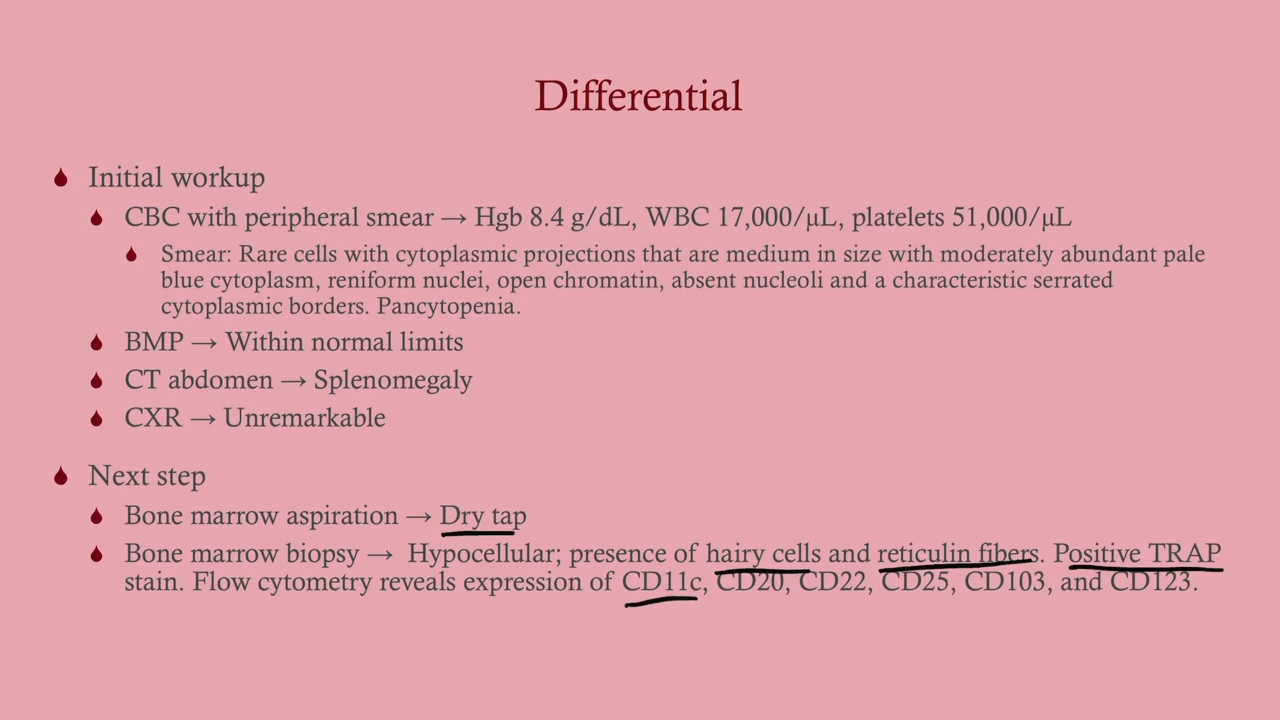 Differential
Initial workup
CBC with peripheral smear → Hgb 8.4 g/dL, WBC 17,000/μL, platelets 51,000/μL
Smear: Rare cells with cytoplasmic projections that are medium in size with moderately abundant pale
blue cytoplasm, reniform nuclei, open chromatin, absent nucleoli and a characteristic serrated
cytoplasmic borders. Pancytopenia.
BMP → Within normal limits
CT abdomen → Splenomegaly
CXR → Unremarkable
Next step
Bone marrow aspiration → Dry tap
Bone marrow biopsy → Hypocellular; presence of hairy cells and reticulin fibers. Positive TRAP
stain. Flow cytometry reveals expression of CD11c, CD20, CD22, CD25, CD103, and CD123.